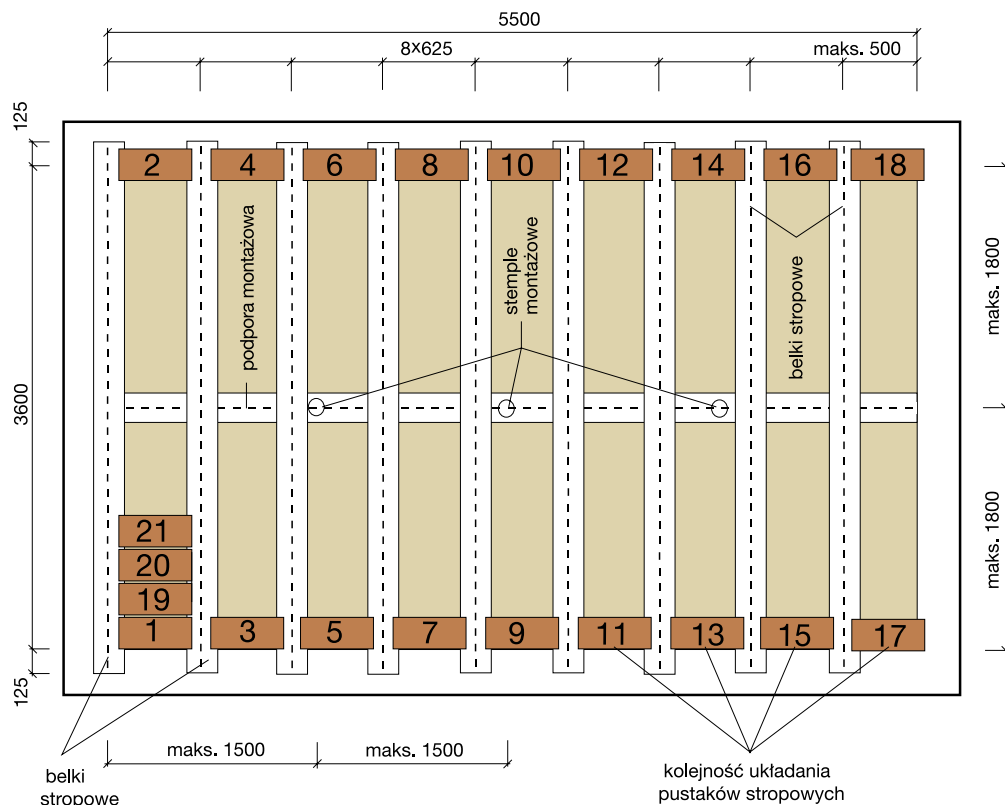 5500
8×625
maks. 500
125
2
4
6
8
10
12
14
16
18
podpora montażowa
stemple
montażowe
belki stropowe
maks. 1800
3600
21
20
19
1
3
5
7
9
11
13
15
17
maks. 1800
125
maks. 1500
maks. 1500
belki
stropowe
kolejność układania
pustaków stropowych